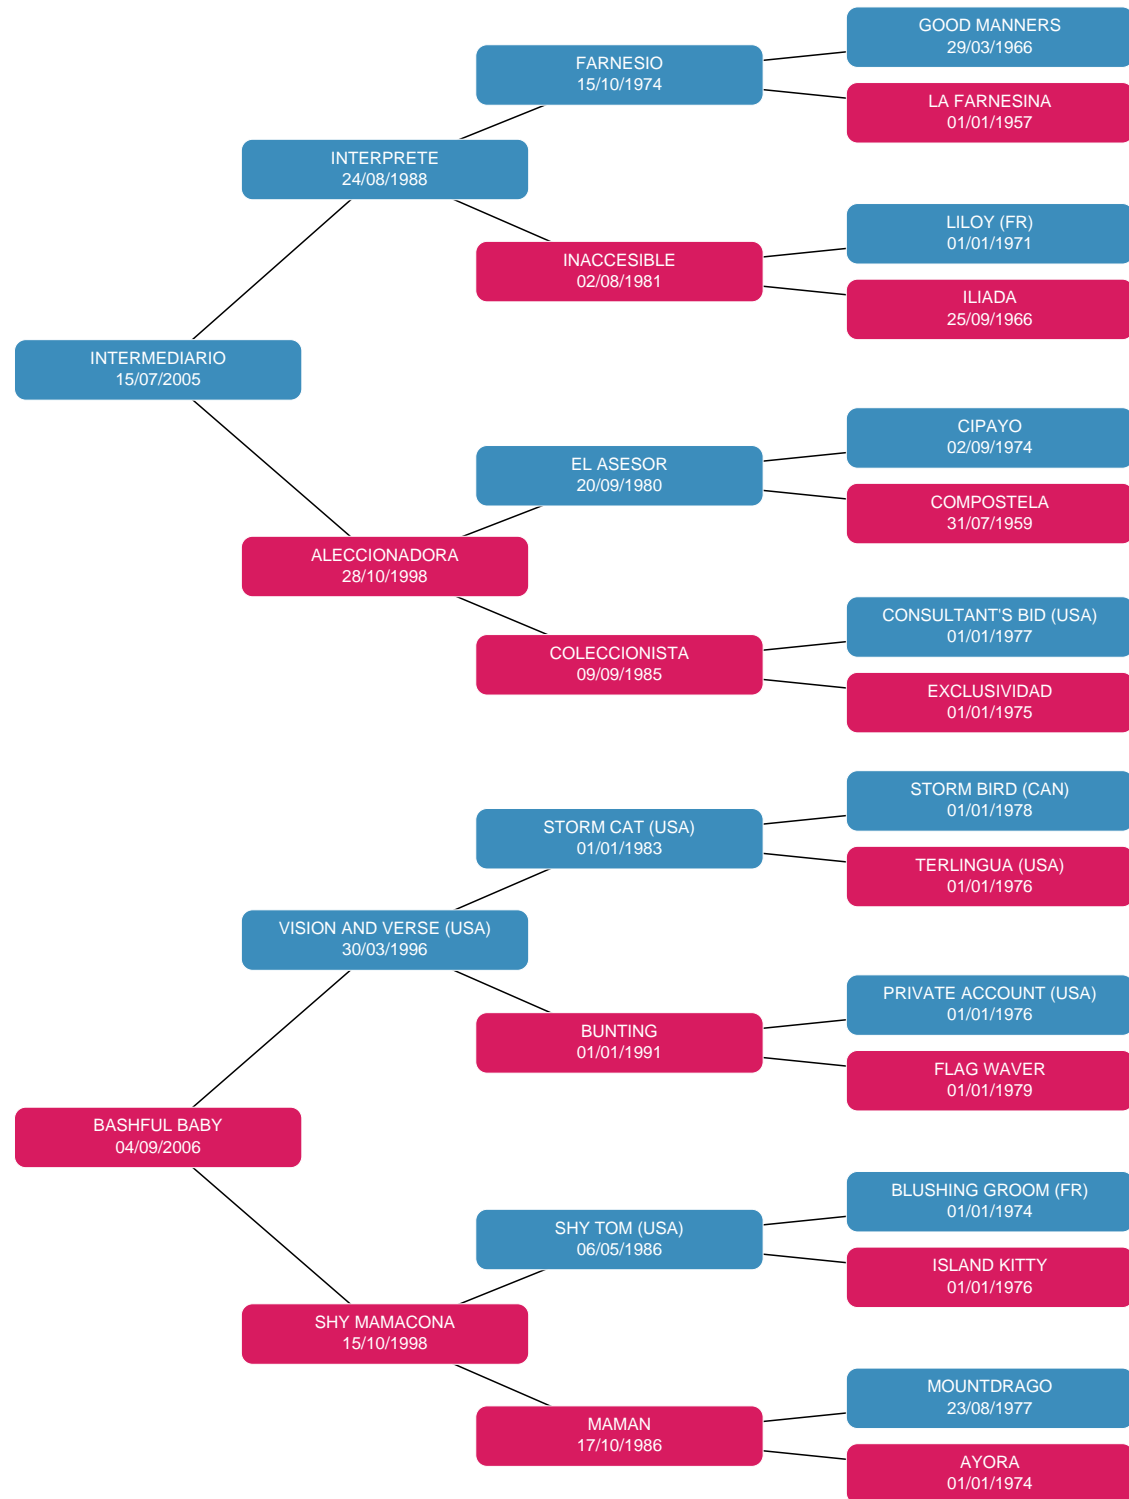 GOOD MANNERS
29/03/1966
FARNESIO
15/10/1974
LA FARNESINA
01/01/1957
INTERPRETE
24/08/1988
LILOY (FR)
01/01/1971
INACCESIBLE
02/08/1981
ILIADA
25/09/1966
INTERMEDIARIO
15/07/2005
CIPAYO
02/09/1974
EL ASESOR
20/09/1980
COMPOSTELA
31/07/1959
ALECCIONADORA
28/10/1998
CONSULTANT'S BID (USA)
01/01/1977
COLECCIONISTA
09/09/1985
EXCLUSIVIDAD
01/01/1975
STORM BIRD (CAN)
01/01/1978
STORM CAT (USA)
01/01/1983
TERLINGUA (USA)
01/01/1976
VISION AND VERSE (USA)
30/03/1996
PRIVATE ACCOUNT (USA)
01/01/1976
BUNTING
01/01/1991
FLAG WAVER
01/01/1979
BASHFUL BABY
04/09/2006
BLUSHING GROOM (FR)
01/01/1974
SHY TOM (USA)
06/05/1986
ISLAND KITTY
01/01/1976
SHY MAMACONA
15/10/1998
MOUNTDRAGO
23/08/1977
MAMAN
17/10/1986
AYORA
01/01/1974